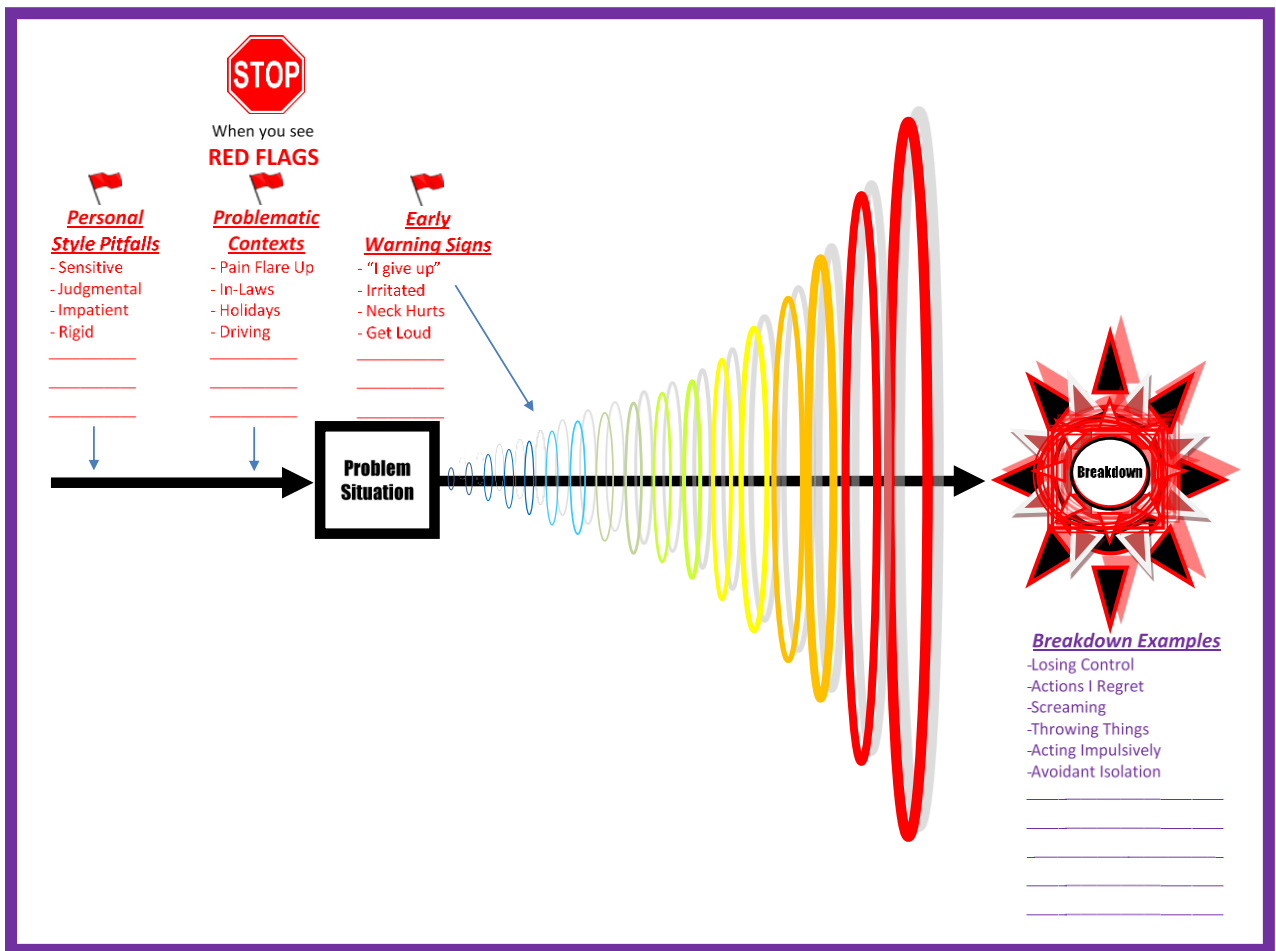 STOP
When you see
RED FLAGS
Personal
Style Pitfalls
- Sensitive
- Judgmental
- Impatient
- Rigid
Problematic
Contexts
- Pain Flare Up
- In-Laws
- Holidays
- Driving
Early
Warning Signs
- “I give up”
- Irritated
- Neck Hurts
- Get Loud
Problem
Situation
Breakdown
Breakdown Examples
-Losing Control
-Actions I Regret
-Screaming
-Throwing Things
-Acting Impulsively
-Avoidant Isolation